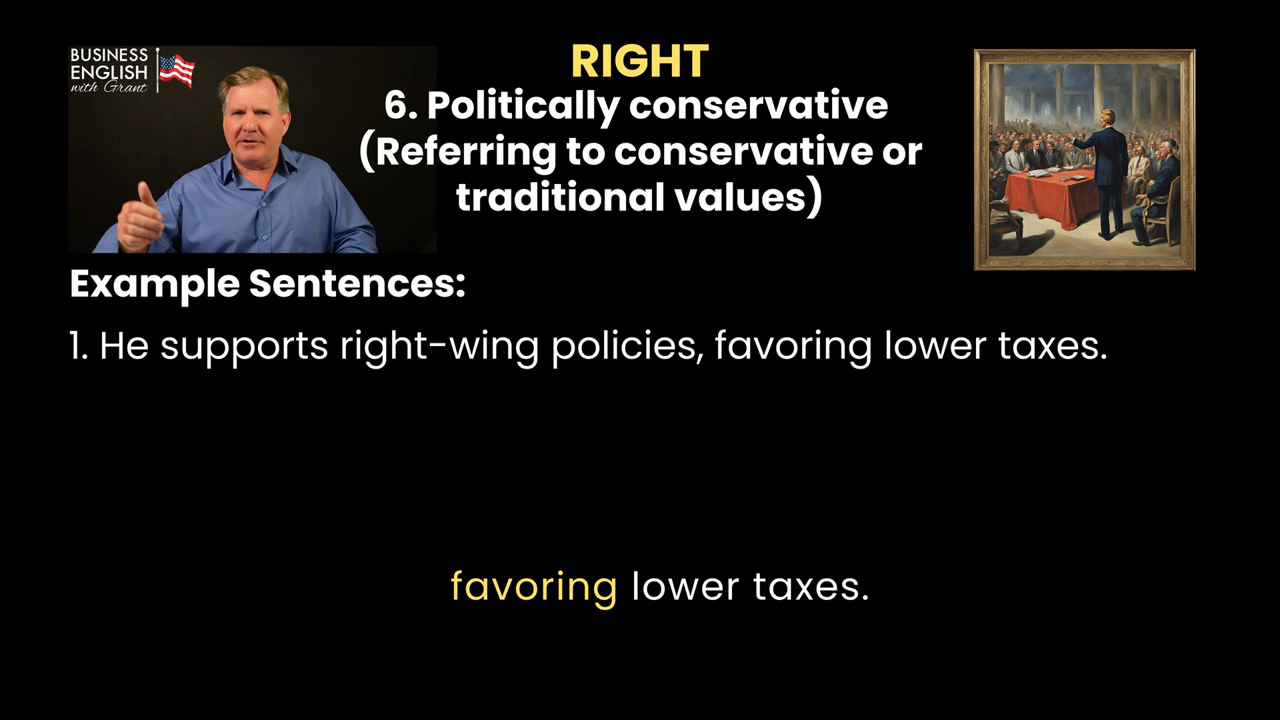 BUSINESS
ENGLISH
with Grant
RIGHT
6. Politically conservative
(Referring to conservative or
traditional values)
Example Sentences:
1. He supports right-wing policies, favoring lower taxes.
favoring lower taxes.